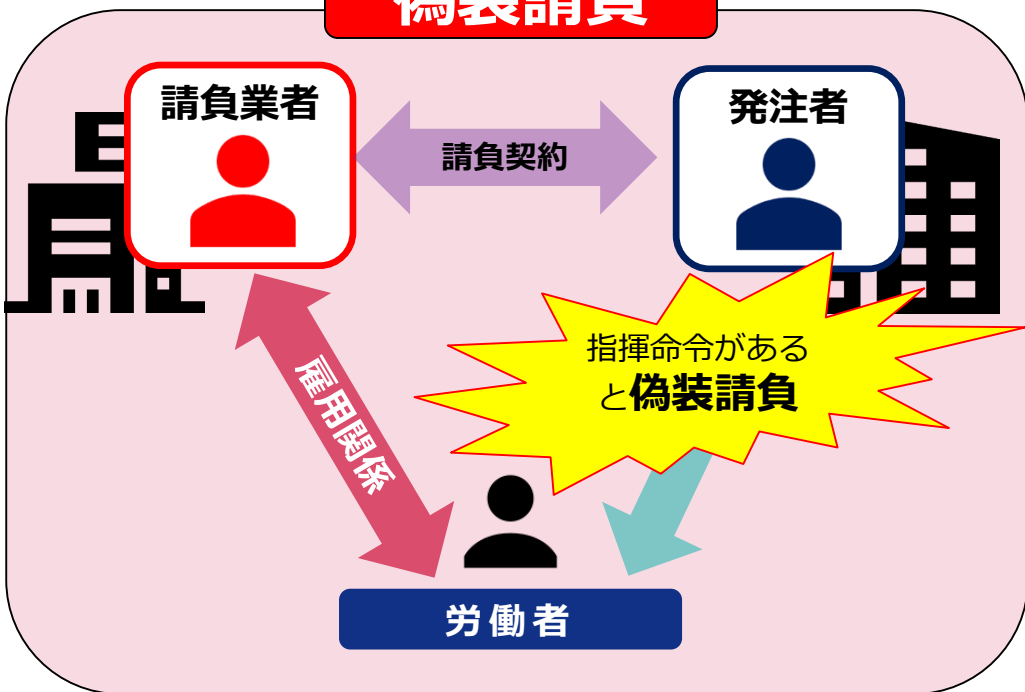 偽装請負
請負業者
発注者
請負契約
指揮命令がある
と偽装請負
雇用関係
労働者